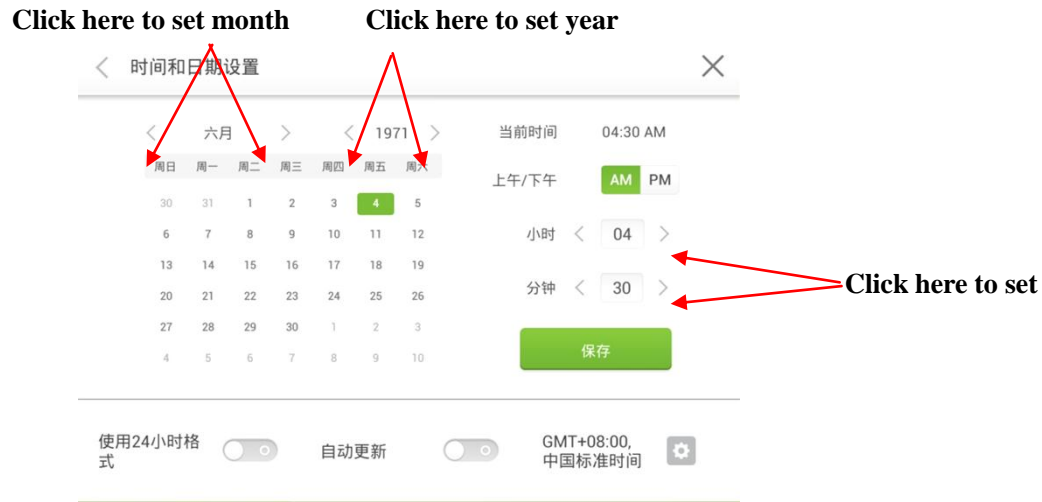 Click here to set month
Click here to set year
时间和日期设置
六月
1971
当前时间
04:30 AM
周日 周一 周二 周三 周四 周五 周六
上午/下午
AM PM
30 31 1 2 3 4 5
6 7 8 9 10 11 12
小时
04
13 14 15 16 17 18 19
Click here to set
20 21 22 23 24 25 26
分钟
30
27 28 29 30 1 2 3
保存
4 5 6 7 8 9 10
使用24小时格
式
自动更新
GMT+08:00,
中国标准时间